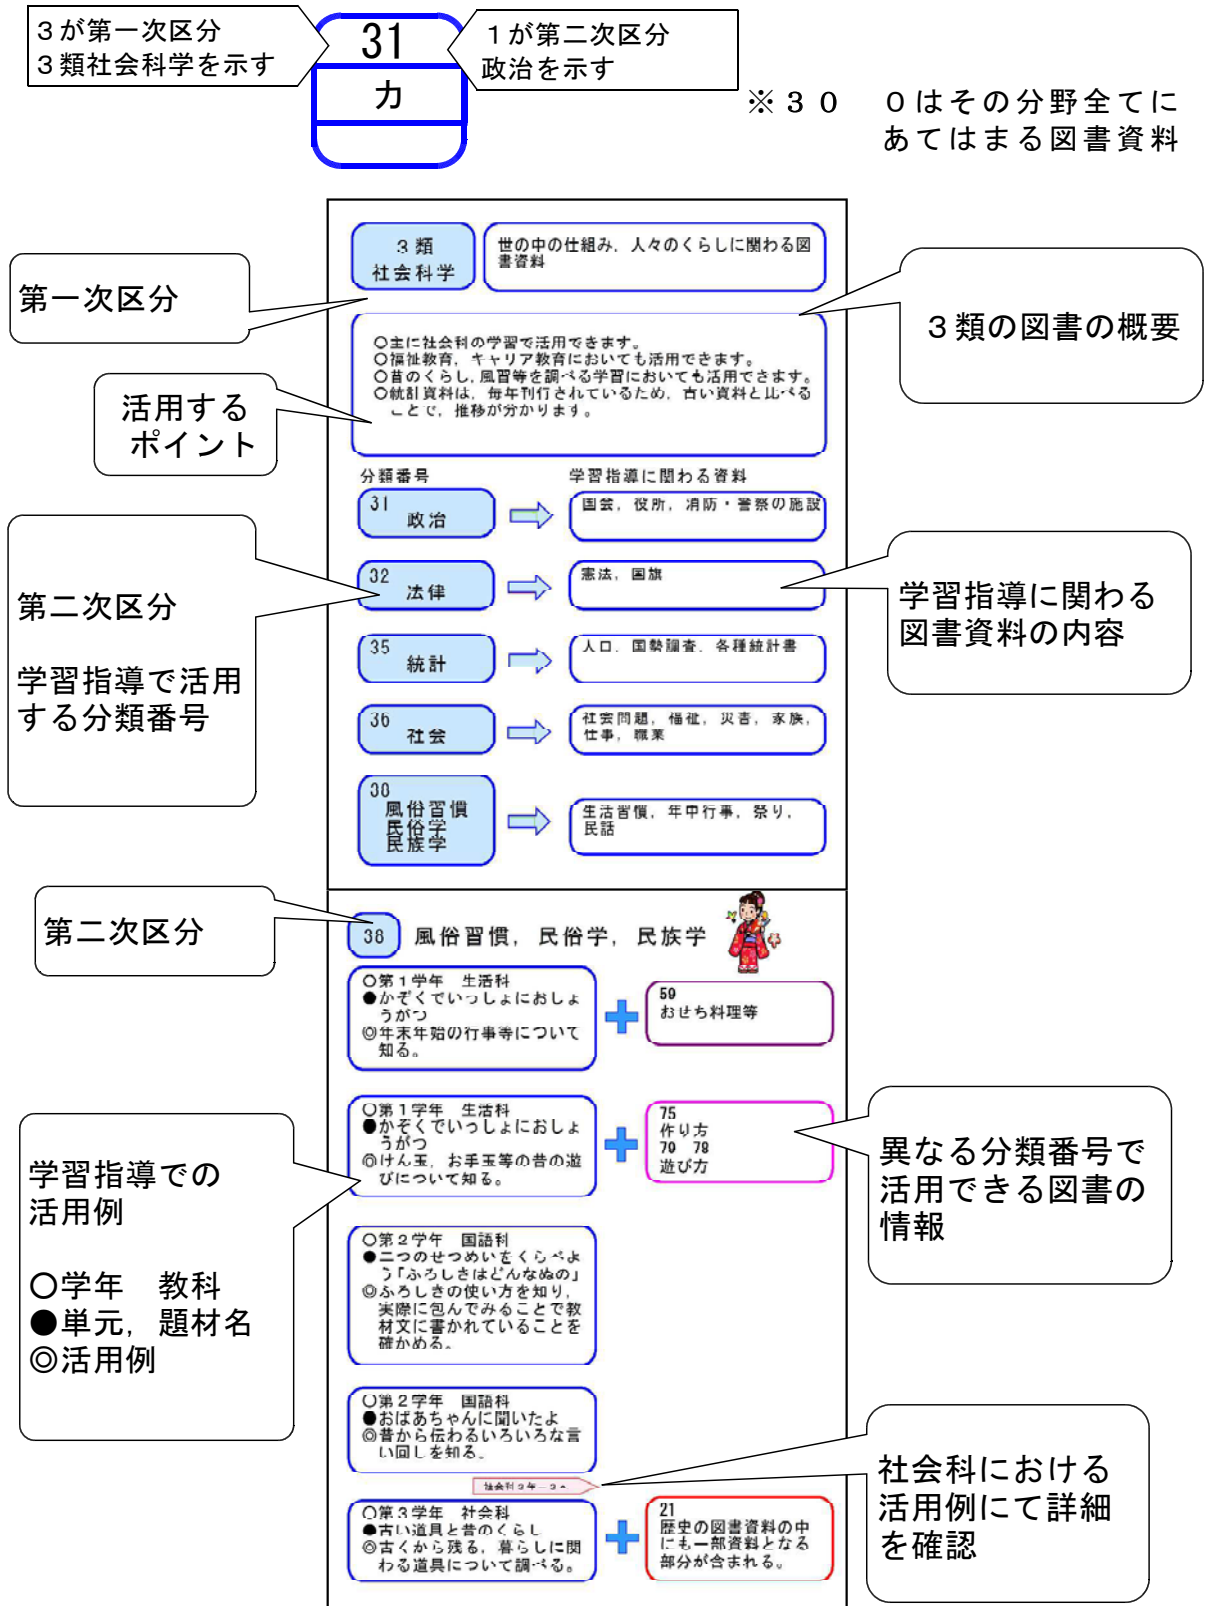 ３が第一次区分
３類社会科学を示す
31
カ
１が第二次区分
政治を示す
※３０　０はその分野全てに
あてはまる図書資料
３類
社会科学
世の中の仕組み，人々のくらしに関わる図
書資料
第一次区分
３類の図書の概要
○主に社会科の学習で活用できます。
○福祉教育，キャリア教育においても活用できます。
○昔のくらし，風習等を調べる学習においても活用できます。
○統計資料は，毎年刊行されているため，古い資料と比べる
ことで，推移が分かります。
活用する
ポイント
分類番号
学習指導に関わる資料
31
政治
国会，役所，消防・警察の施設
32
法律
憲法，国旗
35
統計
人口，国勢調査，各種統計書
36
社会
社会問題，福祉，災害，家族，
仕事，職業
38
風俗習慣
民俗学
民族学
生活習慣，年中行事，祭り，
民話
第二次区分
学習指導で活用
する分類番号
学習指導に関わる
図書資料の内容
第二次区分
38
風俗習慣，民俗学，民族学
○第１学年　生活科
●かぞくでいっしょにおしょ
うがつ
◎年末年始の行事等について
知る。
59
おせち料理等
○第１学年　生活科
●かぞくでいっしょにおしょ
うがつ
◎けん玉，お手玉等の昔の遊
びについて知る。
75
作り方
79　78
遊び方
学習指導での
活用例
○学年　教科
●単元，題材名
◎活用例
異なる分類番号で
活用できる図書の
情報
○第２学年　国語科
●二つのせつめいをくらべよ
う「ふろしきはどんなぬの」
◎ふろしきの使い方を知り，
実際に包んでみることで教
材文に書かれていることを
確かめる。
○第２学年　国語科
●おばあちゃんに聞いたよ
◎昔から伝わるいろいろな言
い回しを知る。
○第３学年　社会科
●古い道具と昔のくらし
◎古くから残る，暮らしに関
わる道具について調べる。
21
歴史の図書資料の中
にも一部資料となる
部分が含まれる。
社会科における
活用例にて詳細
を確認